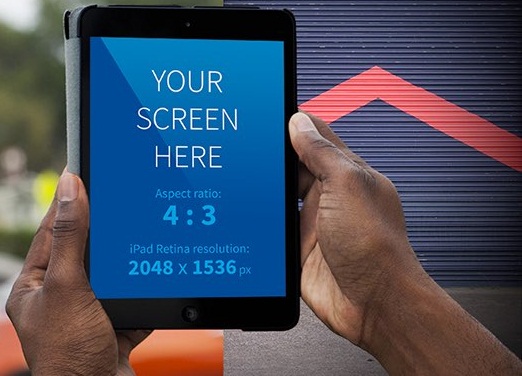 YOUR
SCREEN
HERE
Aspect ratio:
4 : 3
iPad Retina resolution:
2048 x 1536 px